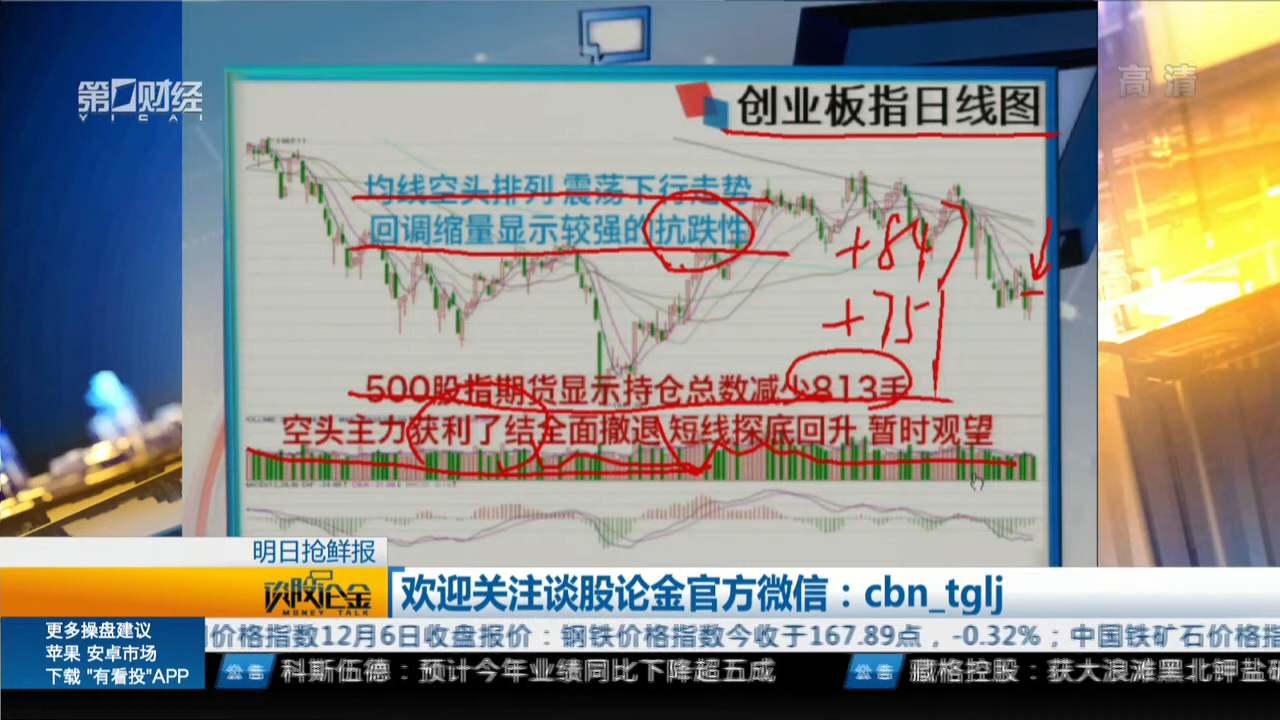 第一财经
YICAI
高清
创业板指日线图
均线空头排列 震荡下行走势
回调缩量显示较强的抗跌性
+84
+75
500股指期货显示持仓总数减少813手
空头主力获利了结全面撤退 短线探底回升 暂时观望
明日抢鲜报
谈股论金
MONEY TALK
欢迎关注谈股论金官方微信：cbn_tglj
更多操盘建议
苹果 安卓市场
下载 "有看投"APP
价格指数12月6日收盘报价：钢铁价格指数今收于167.89点，-0.32%；中国铁矿石价格指
公告 科斯伍德：预计今年业绩同比下降超五成 公告 藏格控股：获大浪滩黑北钾盐矿